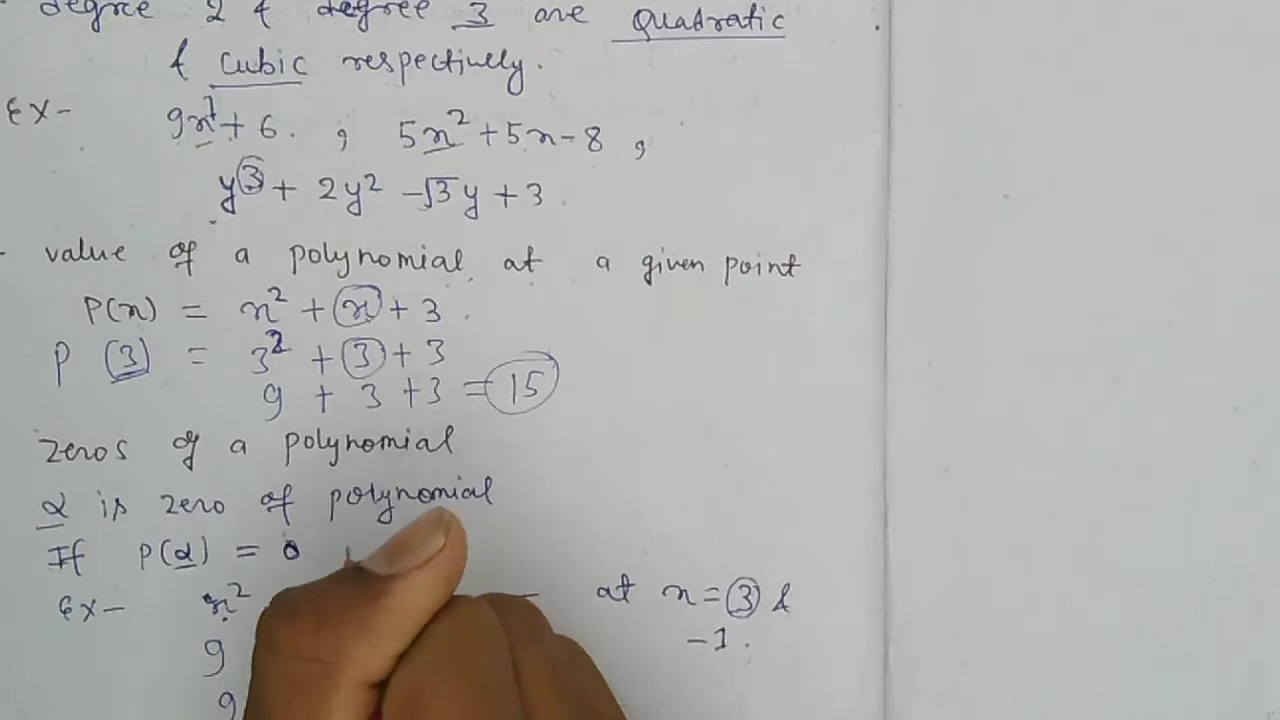 degree 2 & degree 3 are Quadratic
& Cubic respectively.
Ex- 9x¹ + 6 . , 5x² + 5x - 8 ,
y³ + 2y² - √3y + 3
- value of a polynomial at a given point
P(x) = x² + x + 3 .
P (3) = 3² + 3 + 3
9 + 3 + 3 = 15
zeros of a polynomial
α is zero of polynomial
If P(α) = 0
Ex- x² at x = 3 &
9 -1 .
9